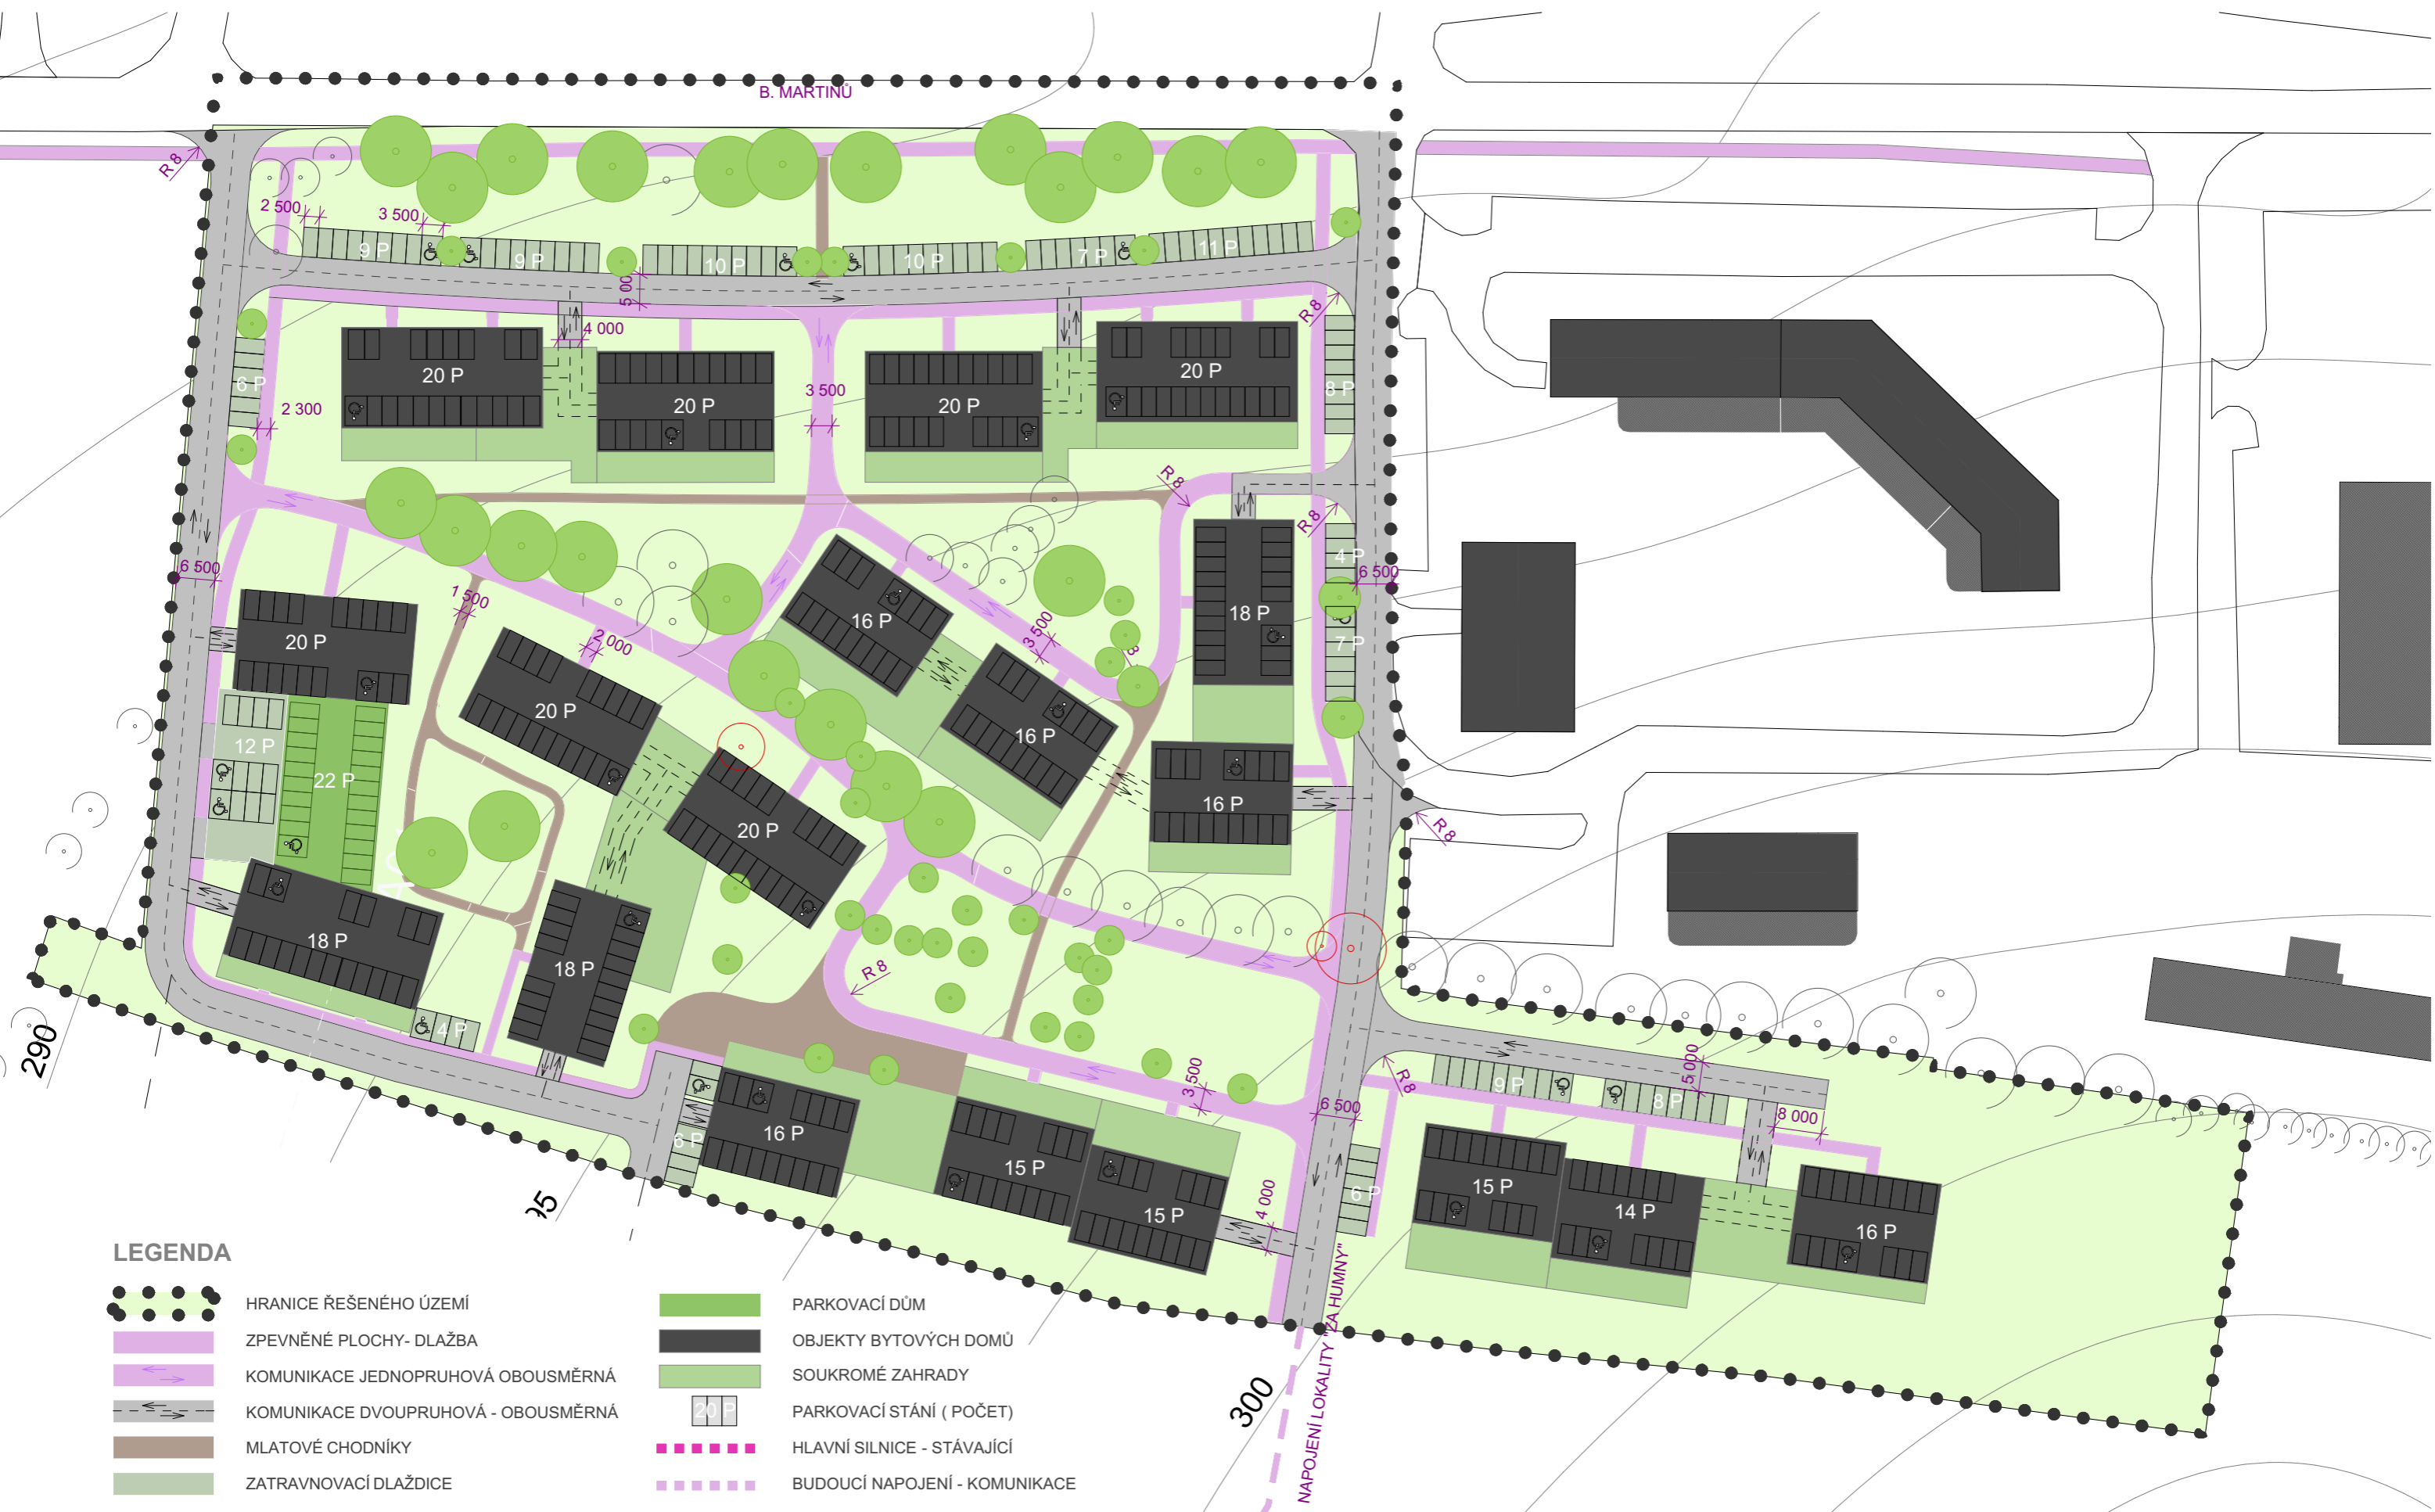 B. MARTINŮ
R 8
2 500
3 500
9 P
9 P
10 P
10 P
7 P
11 P
5 00
R 8
4 000
20 P
20 P
3 500
20 P
20 P
6 P
8 P
2 300
R 8
R 8
6 500
4 P
6 500
1 500
2 000
16 P
3 500
18 P
7 P
20 P
20 P
16 P
12 P
22 P
20 P
16 P
R 8
18 P
18 P
R 8
4 P
290
95
6 P
16 P
15 P
15 P
3 500
6 500
R 8
9 P
8 P
5 000
8 000
4 000
6 P
15 P
14 P
16 P
300
NAPOJENÍ LOKALITY "ZA HUMNY"
LEGENDA
HRANICE ŘEŠENÉHO ÚZEMÍ
ZPEVNĚNÉ PLOCHY- DLAŽBA
KOMUNIKACE JEDNOPRUHOVÁ OBOUSMĚRNÁ
KOMUNIKACE DVOUPRUHOVÁ - OBOUSMĚRNÁ
MLATOVÉ CHODNÍKY
ZATRAVNOVACÍ DLAŽDICE
PARKOVACÍ DŮM
OBJEKTY BYTOVÝCH DOMŮ
SOUKROMÉ ZAHRADY
20 P
PARKOVACÍ STÁNÍ ( POČET)
HLAVNÍ SILNICE - STÁVAJÍCÍ
BUDOUCÍ NAPOJENÍ - KOMUNIKACE